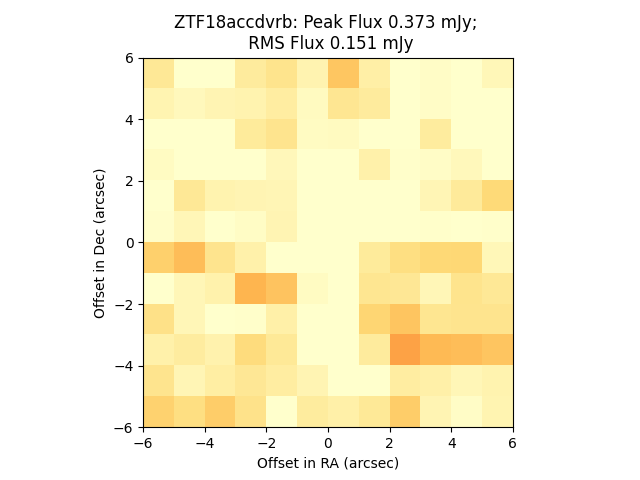 ZTF18accdvrb: Peak Flux 0.373 mJy;
RMS Flux 0.151 mJy
6
4
2
0
−2
−4
−6
Offset in Dec (arcsec)
−6 −4 −2 0 2 4 6
Offset in RA (arcsec)